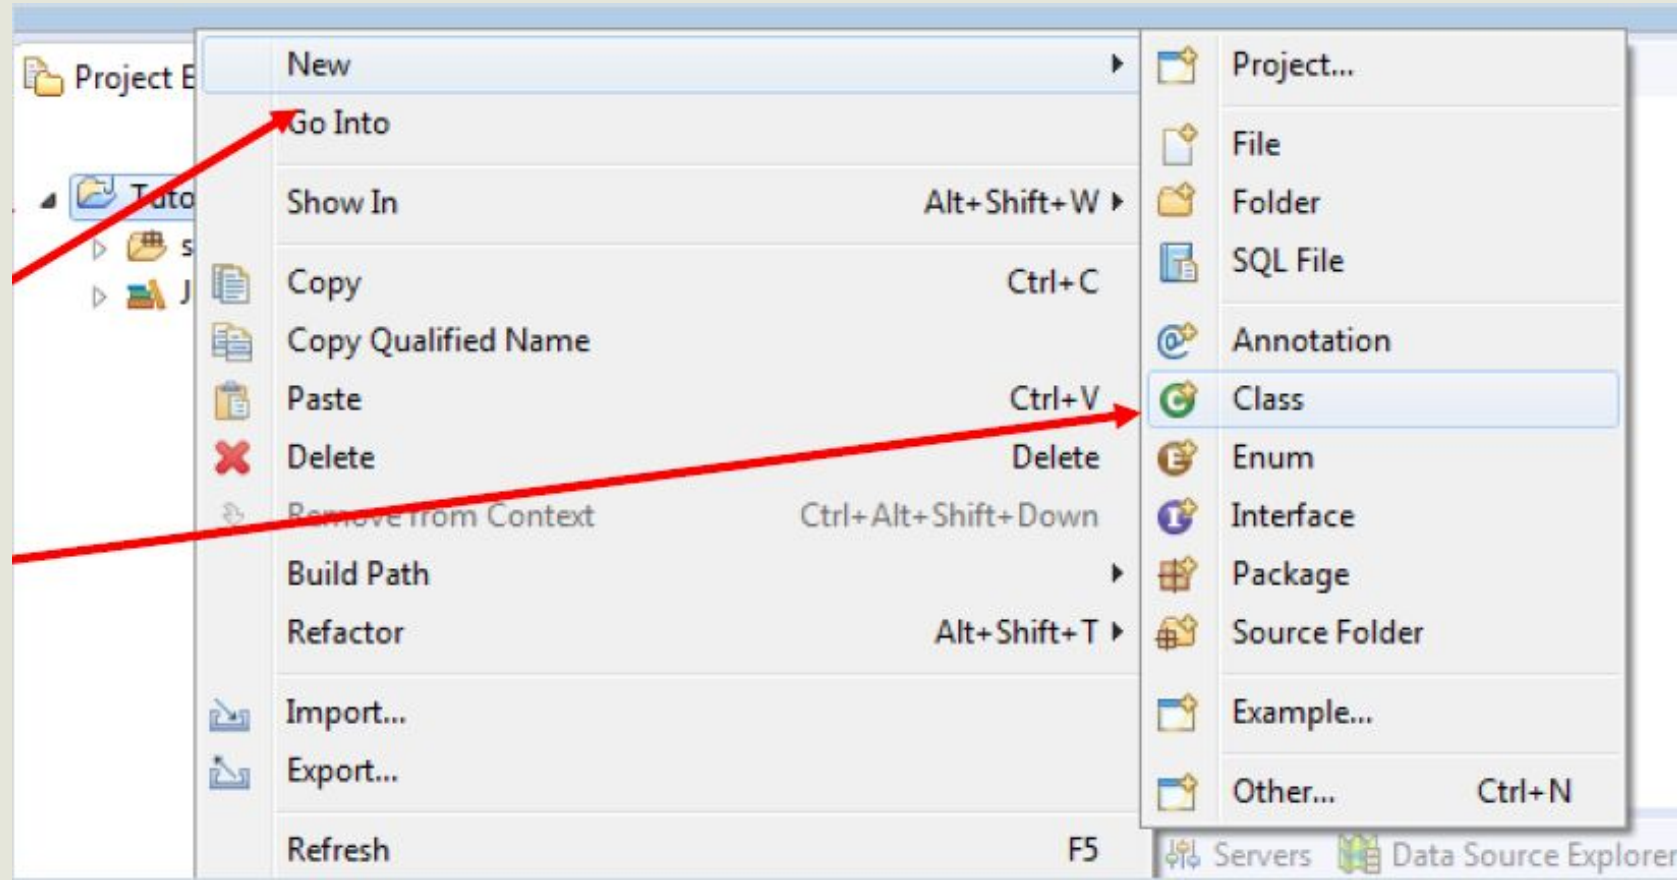 Project E
Tuto
s
J
New
Go Into
Show In Alt+Shift+W
Copy Ctrl+C
Copy Qualified Name
Paste Ctrl+V
Delete Delete
Remove from Context Ctrl+Alt+Shift+Down
Build Path
Refactor Alt+Shift+T
Import...
Export...
Refresh F5
Project...
File
Folder
SQL File
Annotation
Class
Enum
Interface
Package
Source Folder
Example...
Other... Ctrl+N
Servers Data Source Explorer